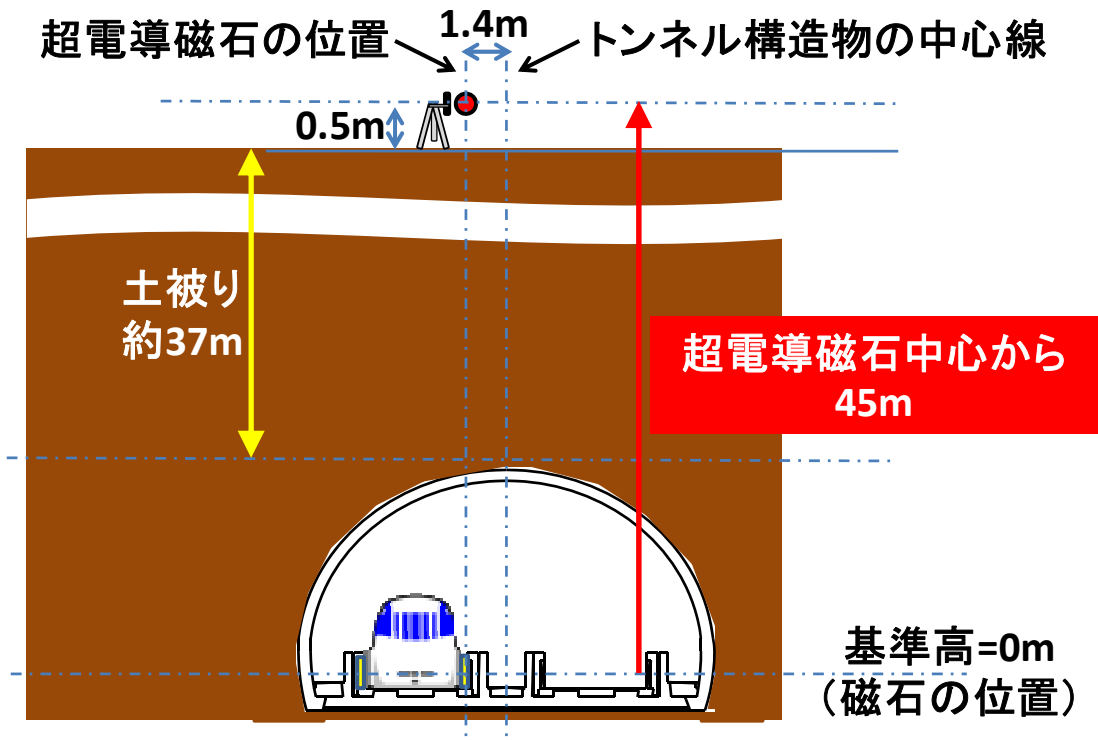 超電導磁石の位置
1.4m
トンネル構造物の中心線
0.5m
土被り
約37m
超電導磁石中心から
45m
基準高=0m
（磁石の位置）